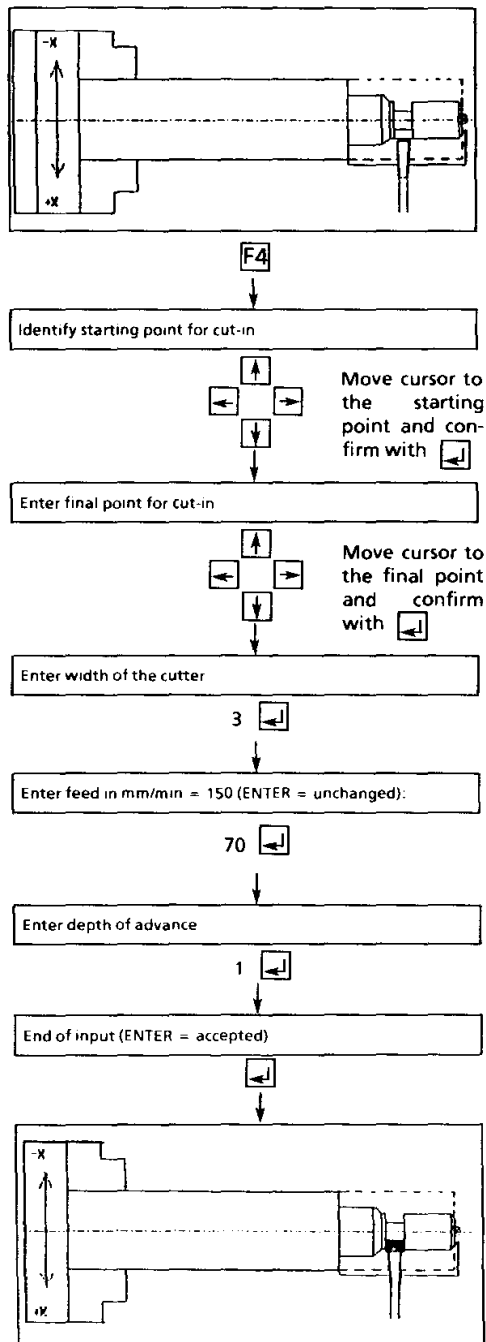 -X
+X
F4
Identify starting point for cut-in
Move cursor to
the starting
point and con-
firm with
Enter final point for cut-in
Move cursor to
the final point
and confirm
with
Enter width of the cutter
3
Enter feed in mm/min = 150 (ENTER = unchanged):
70
Enter depth of advance
1
End of input (ENTER = accepted)
-X
+X